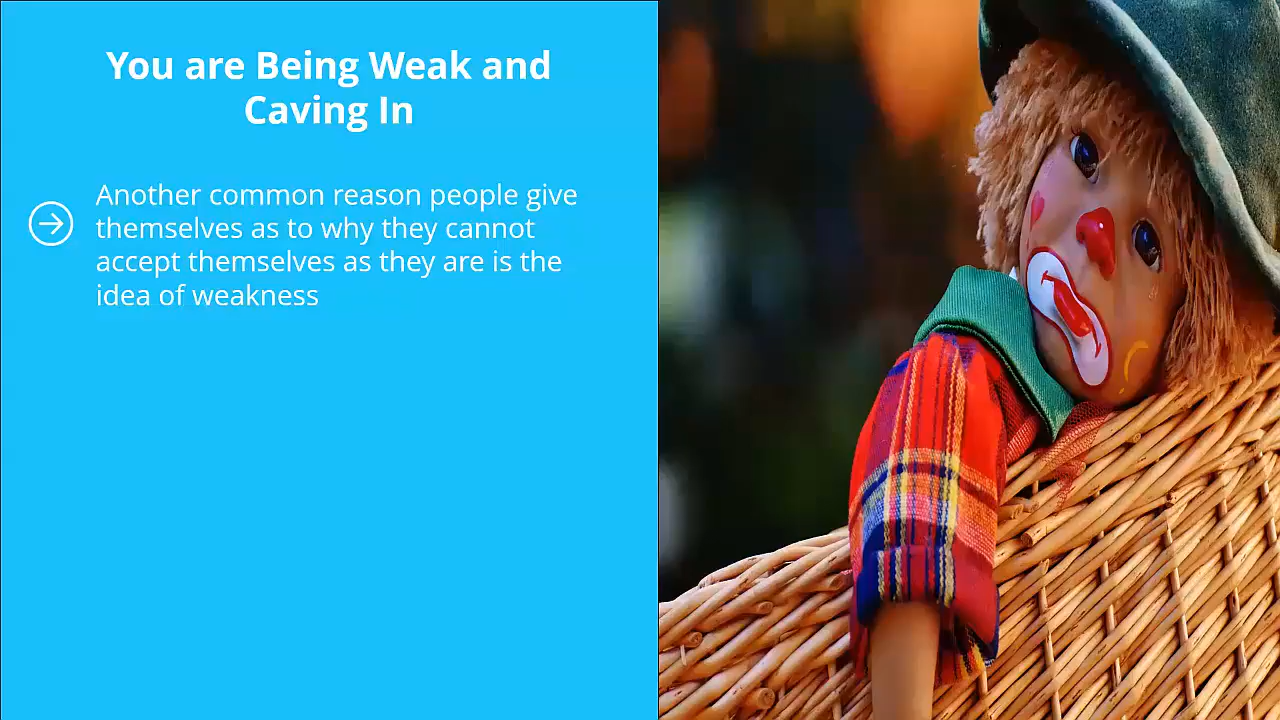 You are Being Weak and
Caving In
Another common reason people give
themselves as to why they cannot
accept themselves as they are is the
idea of weakness